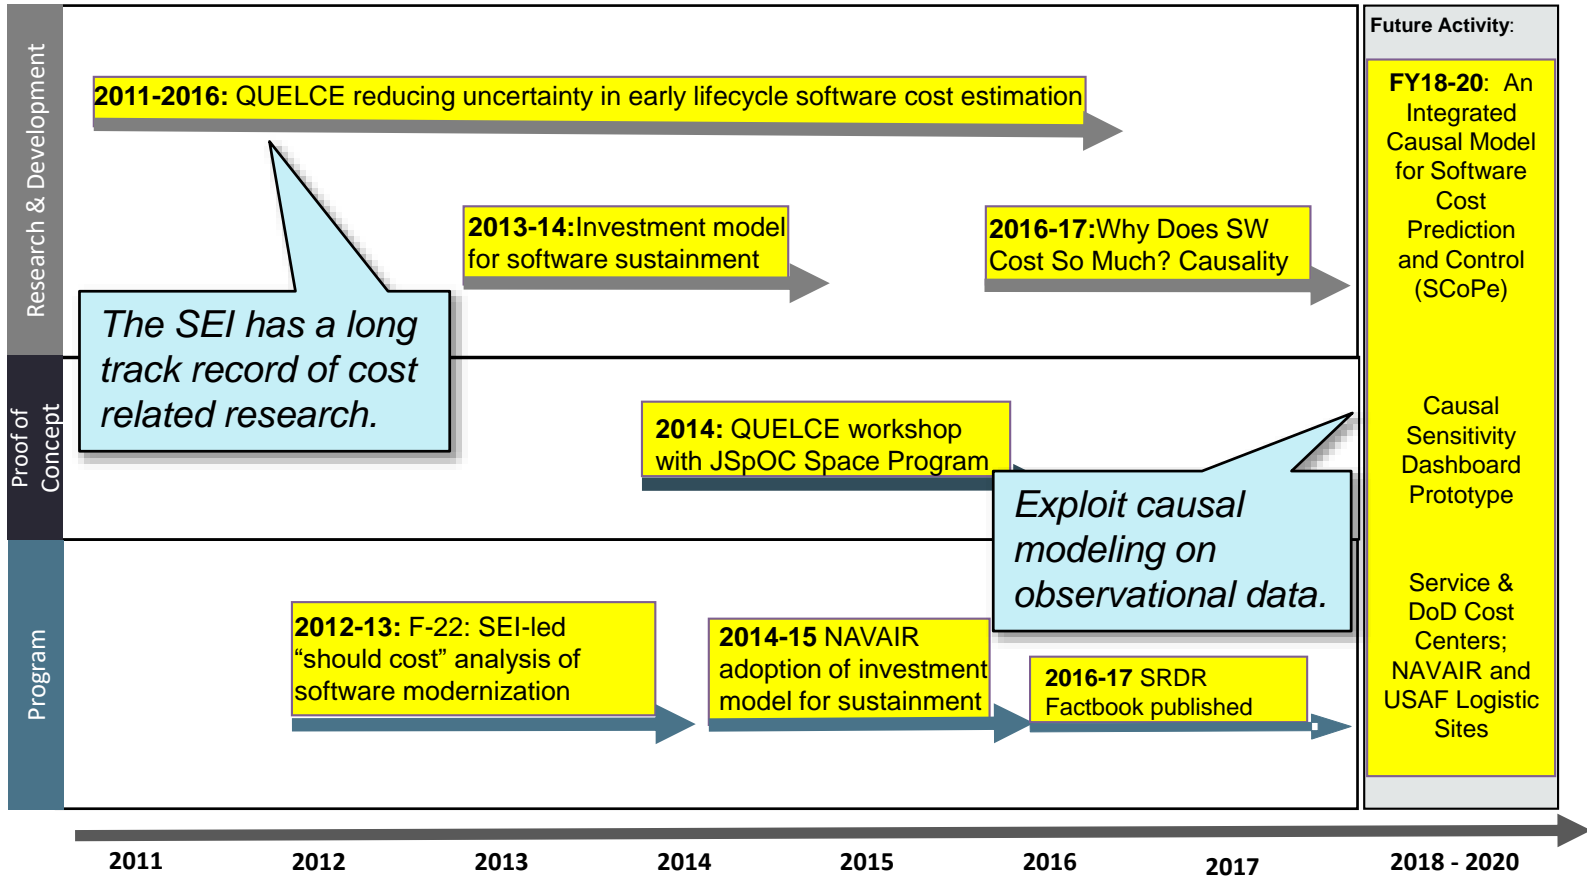 Research & Development
2011-2016: QUELCE reducing uncertainty in early lifecycle software cost estimation
2013-14:Investment model
for software sustainment
2016-17:Why Does SW
Cost So Much? Causality
The SEI has a long
track record of cost
related research.
Proof of
Concept
2014: QUELCE workshop
with JSpOC Space Program
Exploit causal
modeling on
observational data.
Program
2012-13: F-22: SEI-led
“should cost” analysis of
software modernization
2014-15 NAVAIR
adoption of investment
model for sustainment
2016-17 SRDR
Factbook published
Future Activity:
FY18-20: An
Integrated
Causal Model
for Software
Cost
Prediction
and Control
(SCoPe)
Causal
Sensitivity
Dashboard
Prototype
Service &
DoD Cost
Centers;
NAVAIR and
USAF Logistic
Sites
2011
2012
2013
2014
2015
2016
2017
2018 - 2020